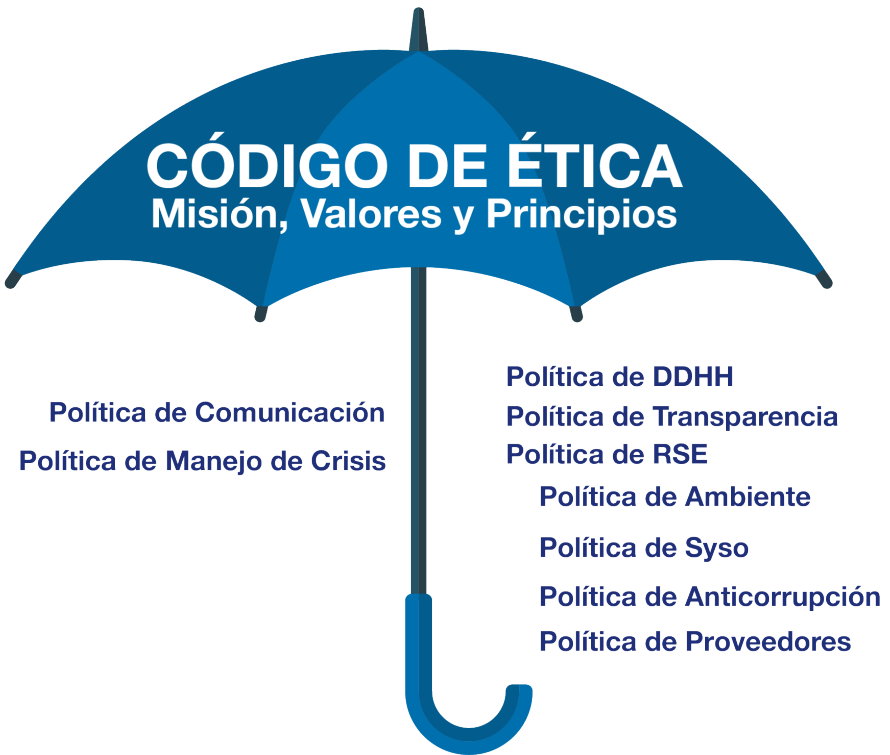 CÓDIGO DE ÉTICA
Misión, Valores y Principios
Política de Comunicación
Política de Manejo de Crisis
Política de DDHH
Política de Transparencia
Política de RSE
Política de Ambiente
Política de Syso
Política de Anticorrupción
Política de Proveedores